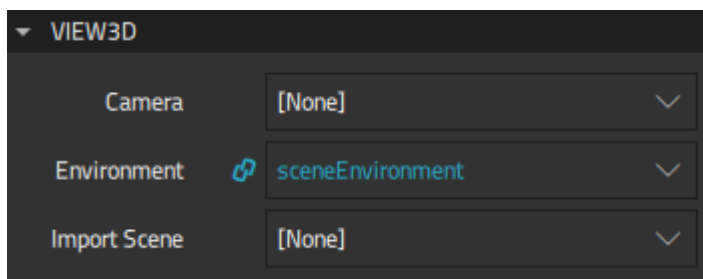 VIEW3D
Camera [None]
Environment sceneEnvironment
Import Scene [None]